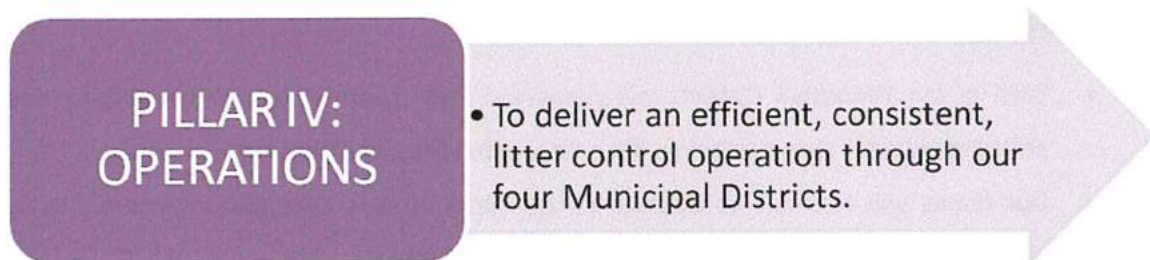 PILLAR IV:
OPERATIONS
• To deliver an efficient, consistent,
litter control operation through our
four Municipal Districts.